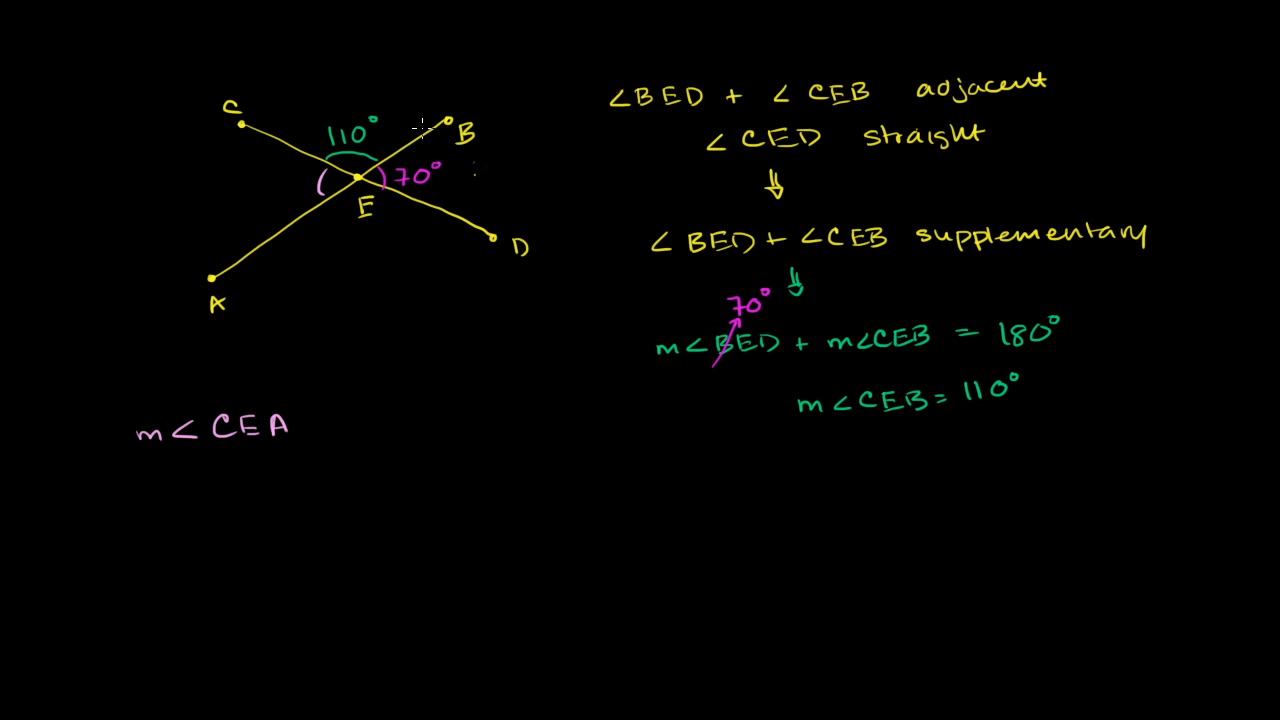 C
B
110°
70°
E
D
A
∠BED + ∠CEB adjacent
∠CED straight
⇓
∠BED + ∠CEB supplementary
⇓
70°
m∠BED + m∠CEB = 180°
m∠CEB = 110°
m∠CEA